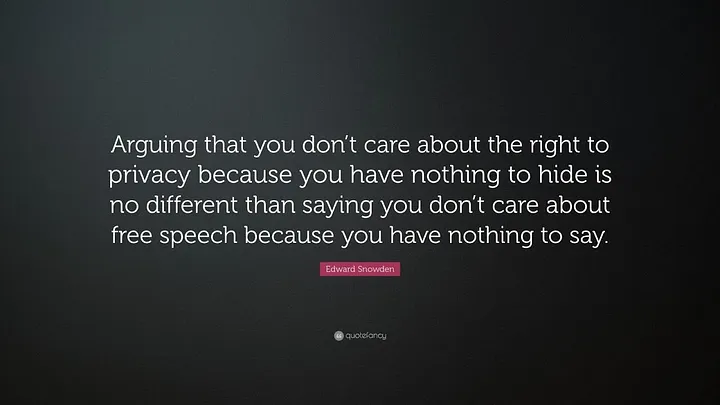 Arguing that you don’t care about the right to
privacy because you have nothing to hide is
no different than saying you don’t care about
free speech because you have nothing to say.
Edward Snowden
quotefancy